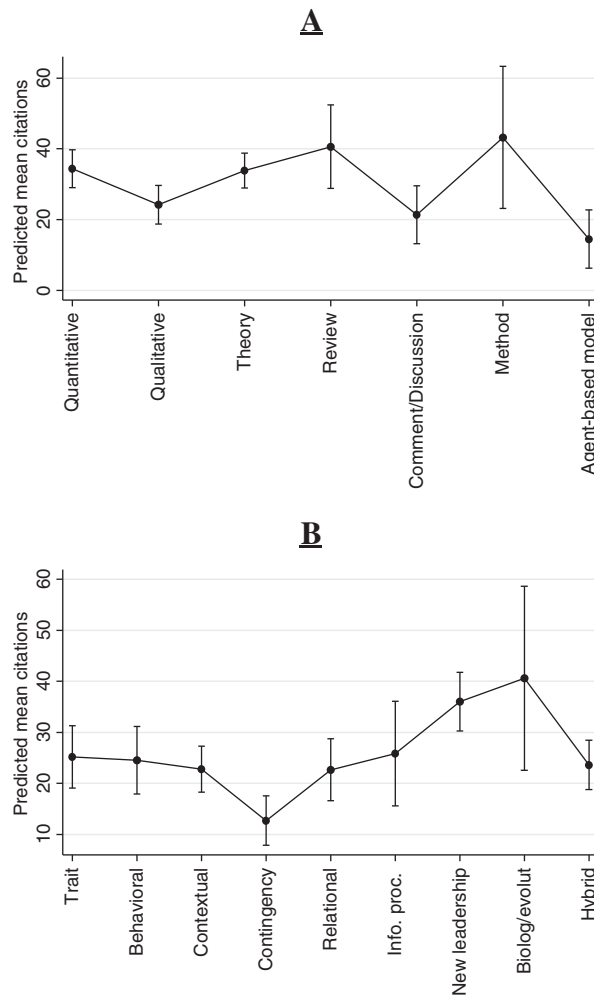 A
Predicted mean citations
60
40
20
0
Quantitative
Qualitative
Theory
Review
Comment/Discussion
Method
Agent-based model
B
Predicted mean citations
60
50
40
30
20
10
Trait
Behavioral
Contextual
Contingency
Relational
Info. proc.
New leadership
Biolog/evolut
Hybrid